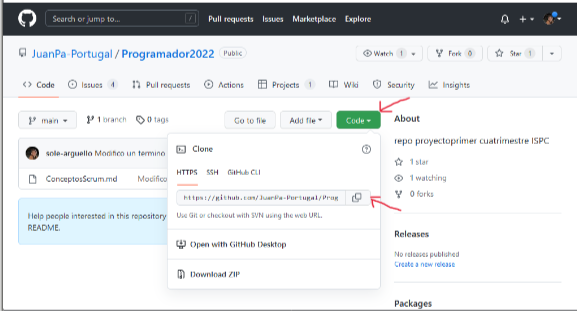 Search or jump to... /
Pull requests Issues Marketplace Explore
JuanPa-Portugal / Programador2022 Public
Watch 1 Fork 0 Star 1
Code Issues 4 Pull requests Actions Projects 1 Wiki Security Insights
main 1 branch 0 tags Go to file Add file Code
About
repo proyectoprimer cuatrimestre ISPC
sole-arguello Modifico un termino
Clone
ConceptosScrum.md Modifico
HTTPS SSH GitHub CLI
1 star
1 watching
0 forks
https://github.com/JuanPa-Portugal/Prog
Use Git or checkout with SVN using the web URL.
Help people interested in this repository
README.
Open with GitHub Desktop
Download ZIP
Releases
No releases published
Create a new release
Packages